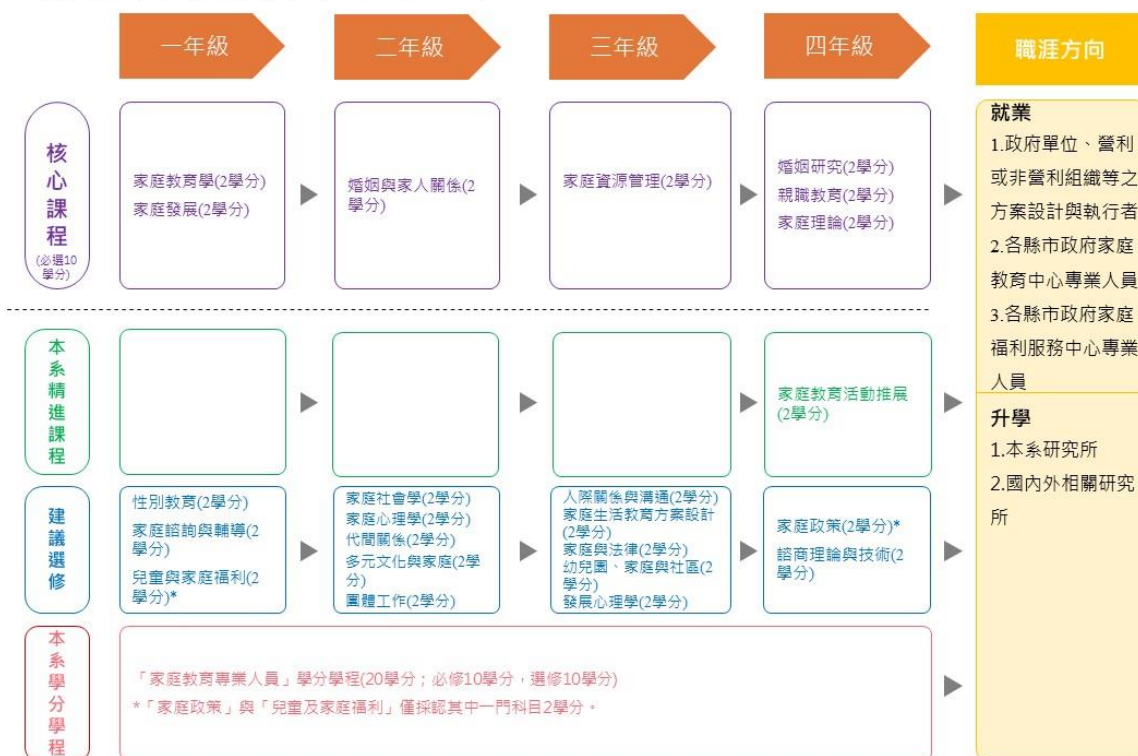 一年級
二年級
三年級
四年級
職涯方向
核
心
課
程
(必選10
學分)
家庭教育學(2學分)
家庭發展(2學分)
婚姻與家人關係(2
學分)
家庭資源管理(2學分)
婚姻研究(2學分)
親職教育(2學分)
家庭理論(2學分)
就業
1.政府單位、營利
或非營利組織等之
方案設計與執行者
2.各縣市政府家庭
教育中心專業人員
3.各縣市政府家庭
福利服務中心專業
人員
本
系
精
進
課
程
家庭教育活動推展
(2學分)
升學
1.本系研究所
2.國內外相關研究
所
建
議
選
修
性別教育(2學分)
家庭諮詢與輔導(2
學分)
兒童與家庭福利(2
學分)*
家庭社會學(2學分)
家庭心理學(2學分)
代間關係(2學分)
多元文化與家庭(2學
分)
團體工作(2學分)
人際關係與溝通(2學分)
家庭生活教育方案設計
(2學分)
家庭與法律(2學分)
幼兒園、家庭與社區(2
學分)
發展心理學(2學分)
家庭政策(2學分)*
諮商理論與技術(2
學分)
本
系
學
分
學
程
「家庭教育專業人員」學分學程(20學分；必修10學分，選修10學分)
*「家庭政策」與「兒童及家庭福利」僅採認其中一門科目2學分。